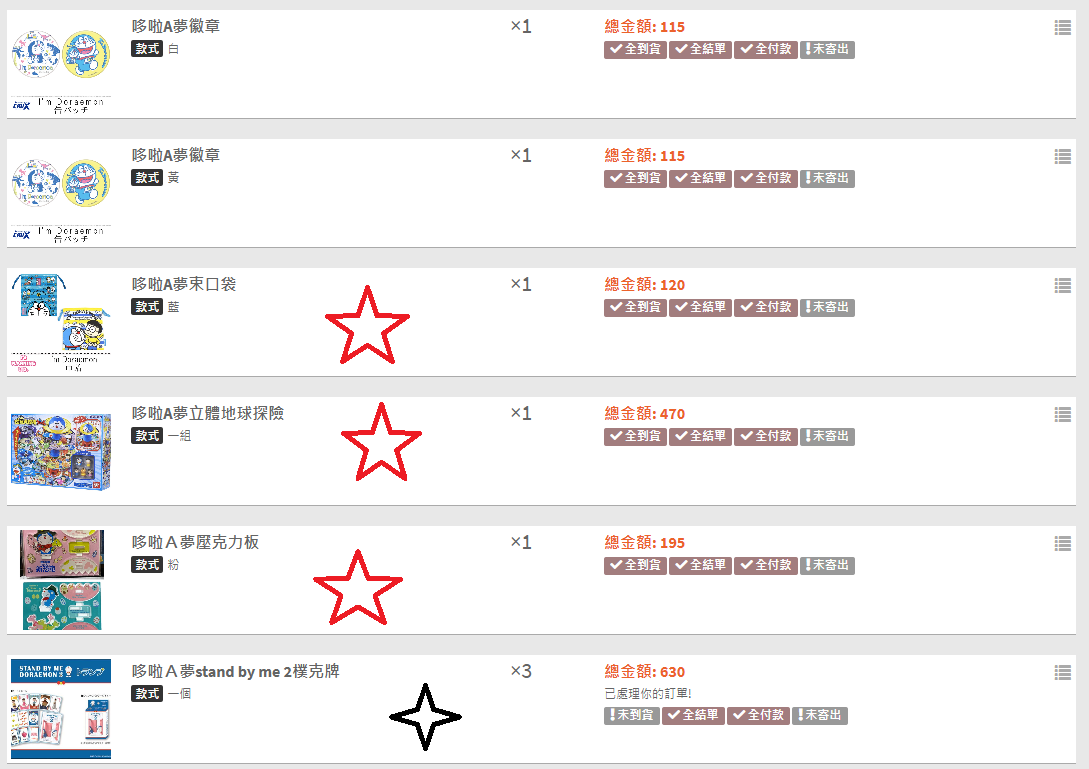 哆啦A夢徽章
×1
總金額: 115
款式 白
全到貨 全結單 全付款 未寄出
I'm Doraemon
缶バッチ
哆啦A夢徽章
×1
總金額: 115
款式 黃
全到貨 全結單 全付款 未寄出
I'm Doraemon
缶バッチ
哆啦A夢束口袋
×1
總金額: 120
款式 藍
全到貨 全結單 全付款 未寄出
I'm Doraemon
哆啦A夢立體地球探險
×1
總金額: 470
款式 一組
全到貨 全結單 全付款 未寄出
哆啦Ａ夢壓克力板
×1
總金額: 195
款式 粉
全到貨 全結單 全付款 未寄出
哆啦Ａ夢stand by me 2樸克牌
×3
總金額: 630
STAND BY ME
DORAEMON 2
款式 一個
已處理你的訂單!
未到貨 全結單 全付款 未寄出